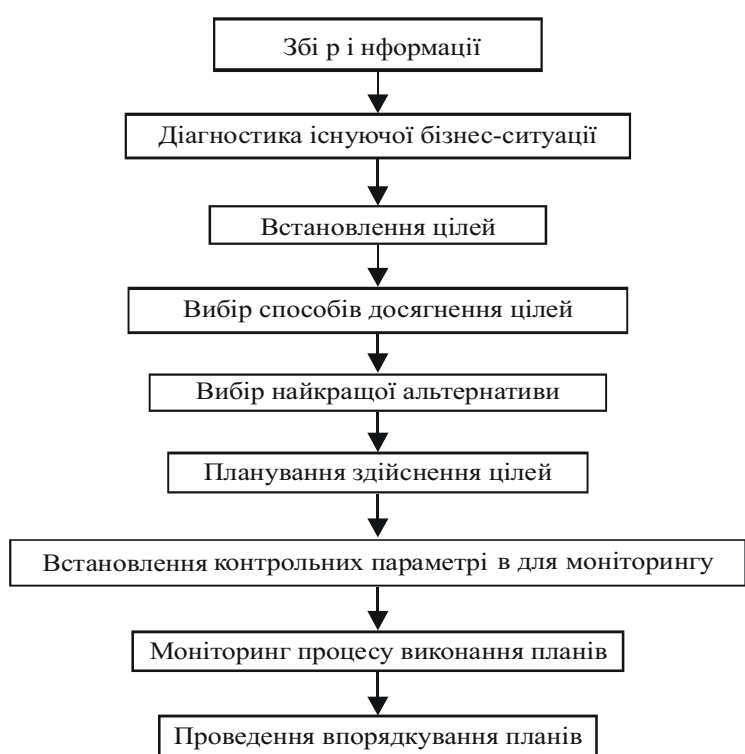 Збі р і нформації
Діагностика існуючої бізнес-ситуації
Встановлення цілей
Вибір способів досягнення цілей
Вибір найкращої альтернативи
Планування здійснення цілей
Встановлення контрольних параметрі в для моніторингу
Моніторинг процесу виконання планів
Проведення впорядкування планів